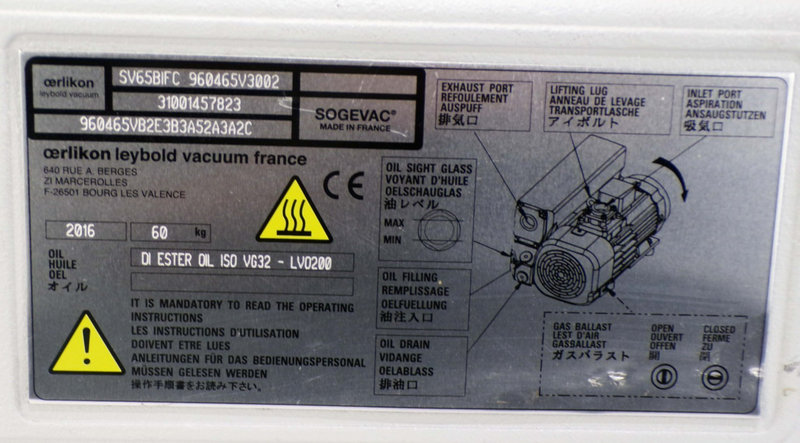 œrlikon
leybold vacuum
SV65BIFC 960465V3002
31001457823
960465VB2E3B3A52A3A2C
SOGEVAC®
MADE IN FRANCE
œrlikon leybold vacuum france
640 RUE A. BERGES
ZI MARCEROLLES
F-26501 BOURG LES VALENCE
CE
2016
60 kg
OIL
HUILE
OEL
オイル
DI ESTER OIL ISO VG32 - LVO200
IT IS MANDATORY TO READ THE OPERATING
INSTRUCTIONS
LES INSTRUCTIONS D'UTILISATION
DOIVENT ETRE LUES
ANLEITUNGEN FÜR DAS BEDIENUNGSPERSONAL
MÜSSEN GELESEN WERDEN
操作手順書をお読み下さい。
EXHAUST PORT
REFOULEMENT
AUSPUFF
排気口
LIFTING LUG
ANNEAU DE LEVAGE
TRANSPORTLASCHE
アイボルト
INLET PORT
ASPIRATION
ANSAUGSTUTZEN
吸気口
OIL SIGHT GLASS
VOYANT D'HUILE
OELSCHAUGLAS
油レベル
MAX
MIN
OIL FILLING
REMPLISSAGE
OELFUELLUNG
油注入口
OIL DRAIN
VIDANGE
OELABLASS
排油口
GAS BALLAST
LEST D'AIR
GASBALLAST
ガスバラスト
OPEN
OUVERT
OFFEN
開
CLOSED
FERME
ZU
閉